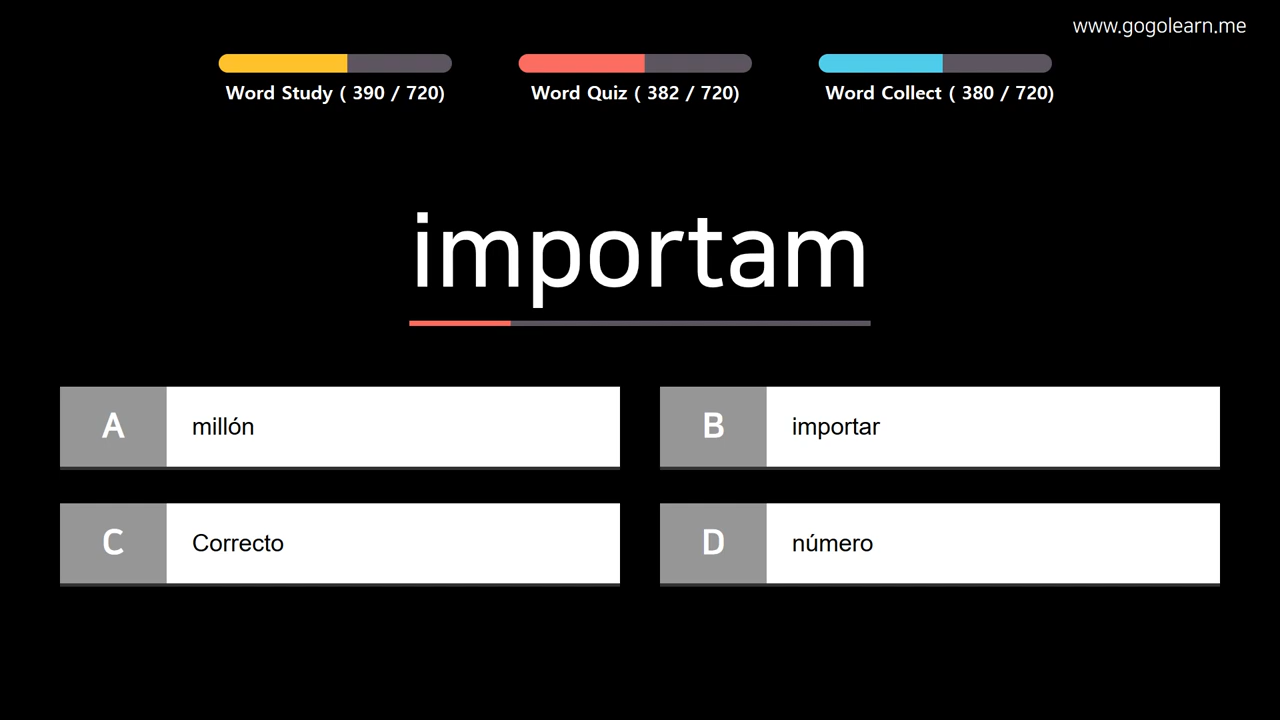 www.gogolearn.me
Word Study ( 390 / 720)
Word Quiz ( 382 / 720)
Word Collect ( 380 / 720)
importam
A millón
B importar
C Correcto
D número